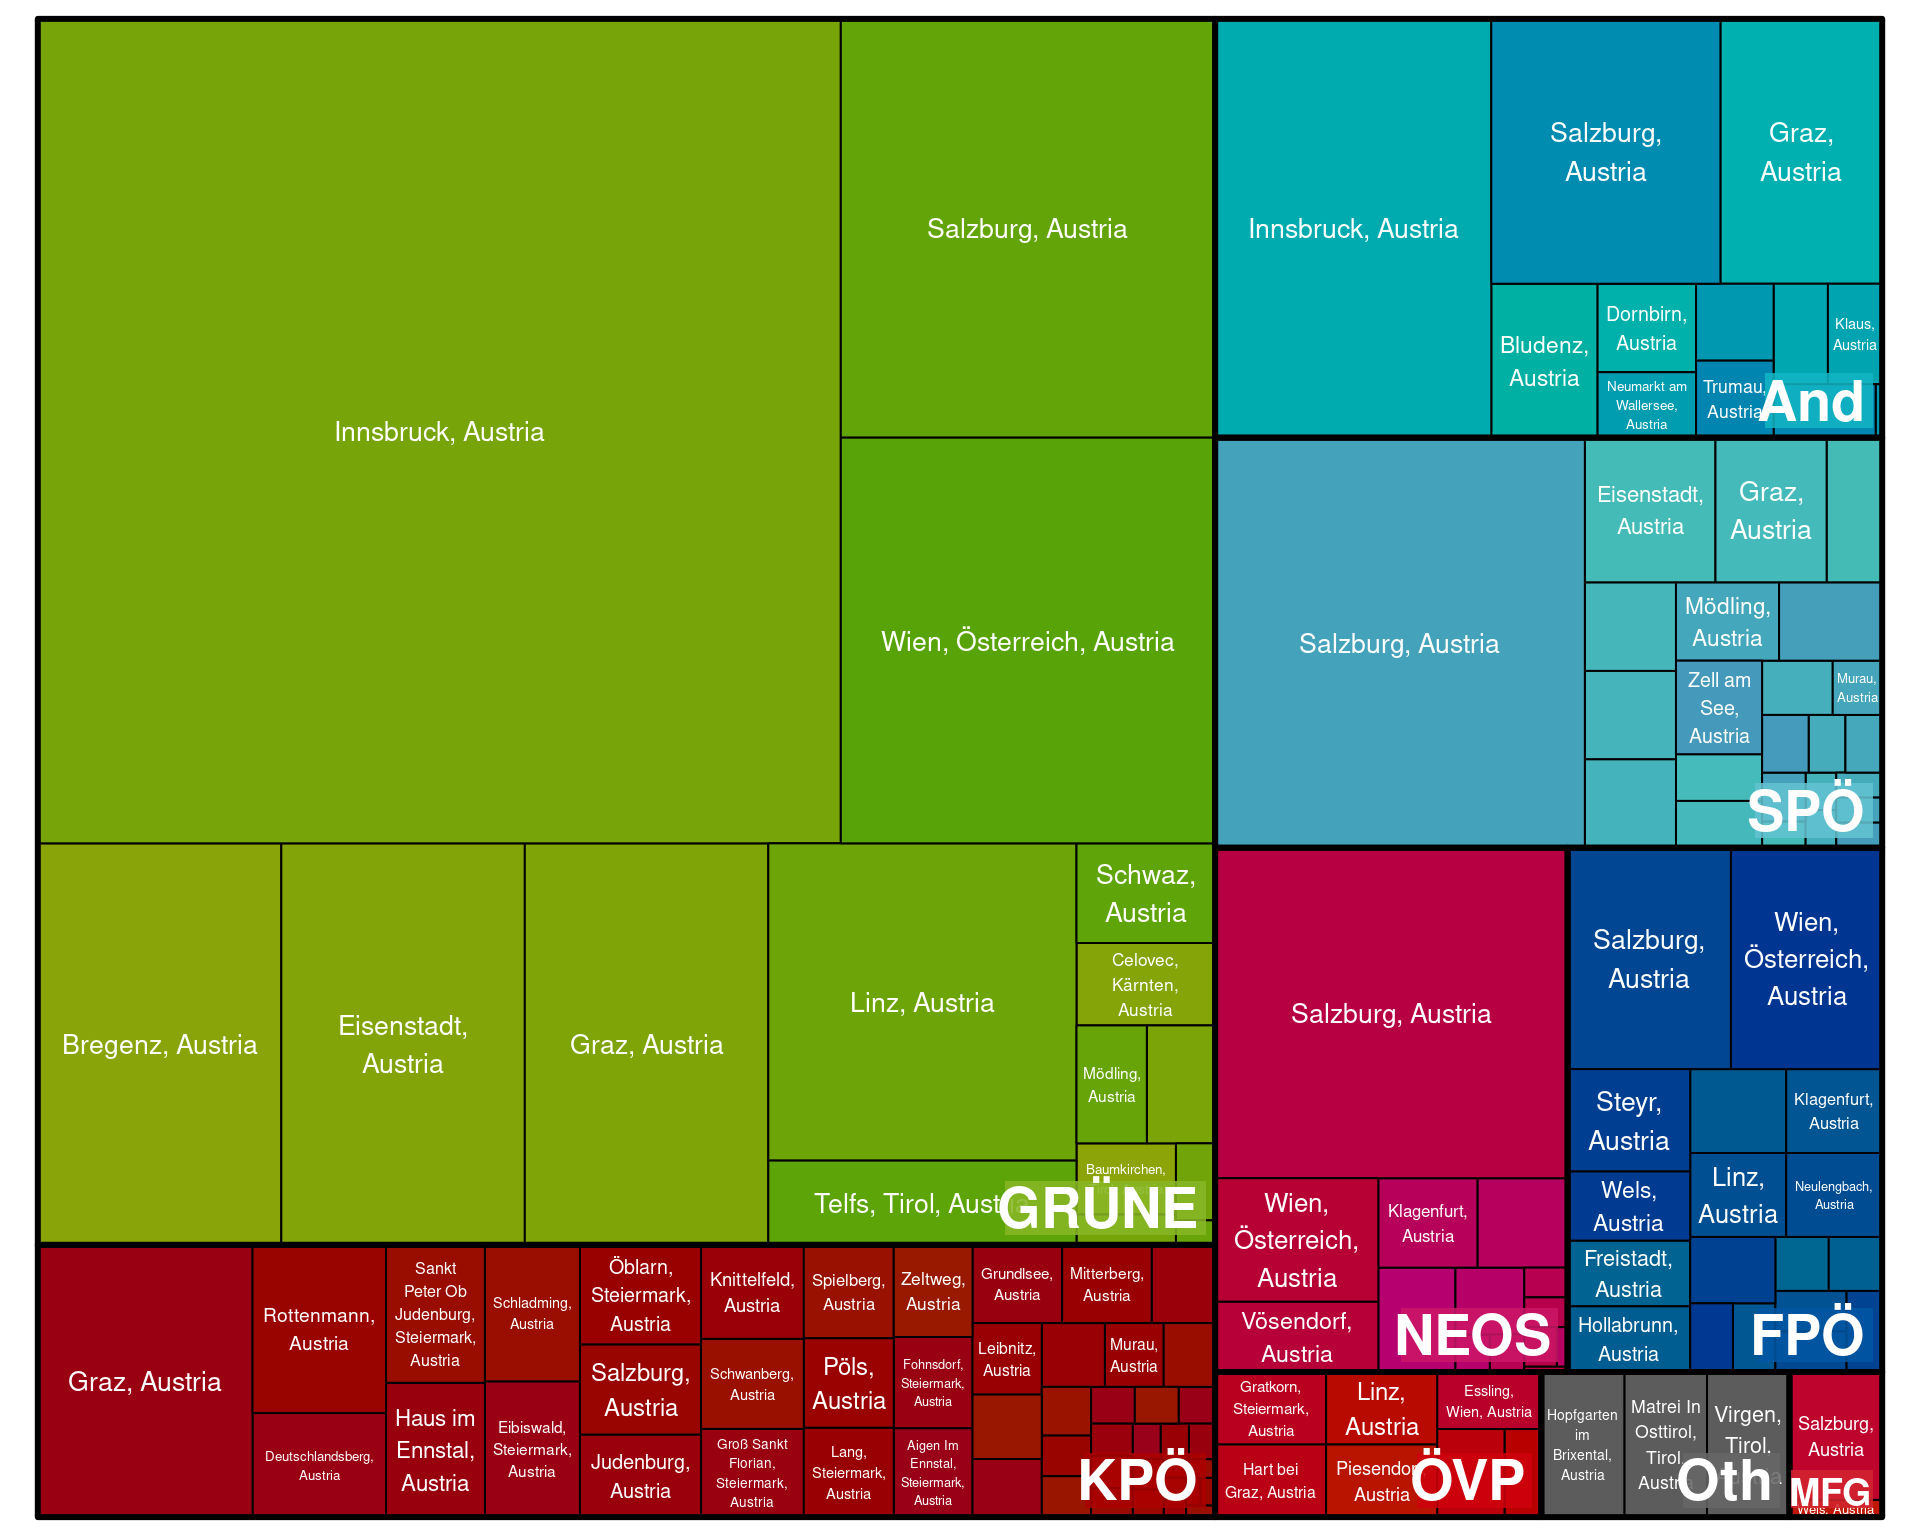 Innsbruck, Austria
Salzburg, Austria
Wien, Österreich, Austria
Bregenz, Austria
Eisenstadt,
Austria
Graz, Austria
Linz, Austria
Telfs, Tirol, Aust
Schwaz,
Austria
Celovec,
Kärnten,
Austria
Mödling,
Austria
Baumkirchen,
GRÜNE
Innsbruck, Austria
Salzburg,
Austria
Graz,
Austria
Bludenz,
Austria
Dornbirn,
Austria
Neumarkt am
Wallersee,
Austria
Trumau,
Austria
Klaus,
Austria
And
Salzburg, Austria
Eisenstadt,
Austria
Graz,
Austria
Mödling,
Austria
Zell am
See,
Austria
Murau,
Austria
SPÖ
Salzburg, Austria
Wien,
Österreich,
Austria
Vösendorf,
Austria
Klagenfurt,
Austria
NEOS
Salzburg,
Austria
Wien,
Österreich,
Austria
Steyr,
Austria
Wels,
Austria
Freistadt,
Austria
Hollabrunn,
Austria
Klagenfurt,
Austria
Linz,
Austria
Neulengbach,
Austria
FPÖ
Graz, Austria
Rottenmann,
Austria
Deutschlandsberg,
Austria
Sankt
Peter Ob
Judenburg,
Steiermark,
Austria
Haus im
Ennstal,
Austria
Schladming,
Austria
Eibiswald,
Steiermark,
Austria
Öblarn,
Steiermark,
Austria
Salzburg,
Austria
Judenburg,
Austria
Knittelfeld,
Austria
Schwanberg,
Austria
Groß Sankt
Florian,
Steiermark,
Austria
Spielberg,
Austria
Pöls,
Austria
Lang,
Steiermark,
Austria
Zeltweg,
Austria
Fohnsdorf,
Steiermark,
Austria
Aigen Im
Ennstal,
Steiermark,
Austria
Grundlsee,
Austria
Mitterberg,
Austria
Leibnitz,
Austria
Murau,
Austria
KPÖ
Gratkorn,
Steiermark,
Austria
Hart bei
Graz, Austria
Linz,
Austria
Piesendor
Austria
Essling,
Wien, Austria
ÖVP
Hopfgarten
im
Brixental,
Austria
Matrei In
Osttirol,
Tirol,
Austr
Virgen,
Tirol,
Oth
Salzburg,
Austria
MFG
Wels, Austria